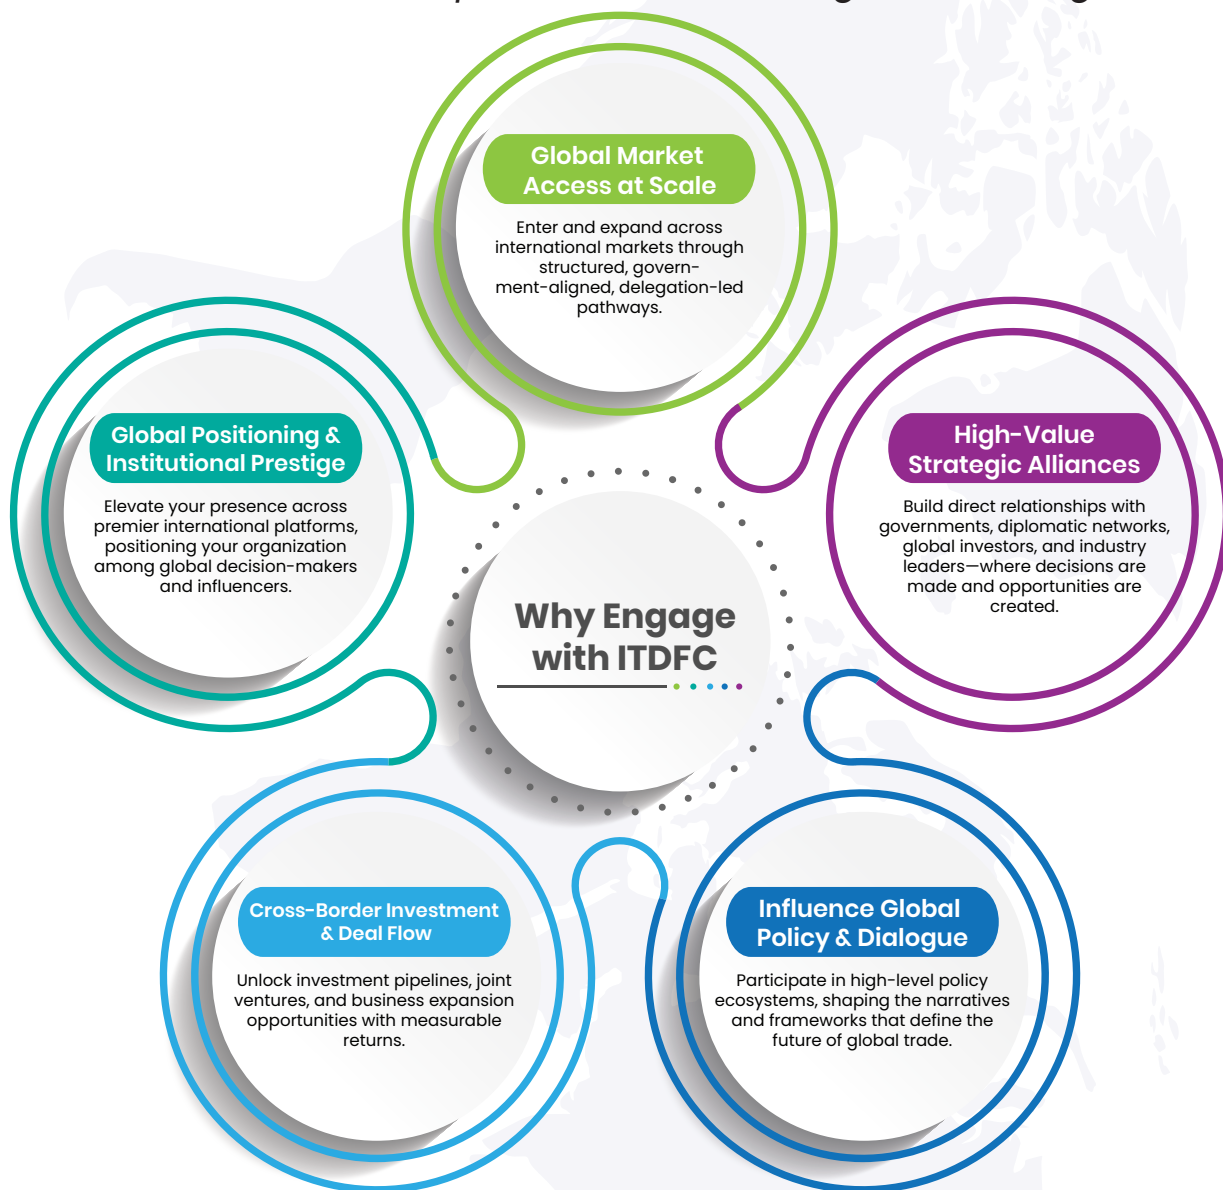 Global Market
Access at Scale
Enter and expand across
international markets through
structured, govern-
ment-aligned, delegation-led
pathways.
Global Positioning &
Institutional Prestige
Elevate your presence across
premier international platforms,
positioning your organization
among global decision-makers
and influencers.
High-Value
Strategic Alliances
Build direct relationships with
governments, diplomatic networks,
global investors, and industry
leaders—where decisions are
made and opportunities are
created.
Why Engage
with ITDFC
Cross-Border Investment
& Deal Flow
Unlock investment pipelines, joint
ventures, and business expansion
opportunities with measurable
returns.
Influence Global
Policy & Dialogue
Participate in high-level policy
ecosystems, shaping the narratives
and frameworks that define the
future of global trade.